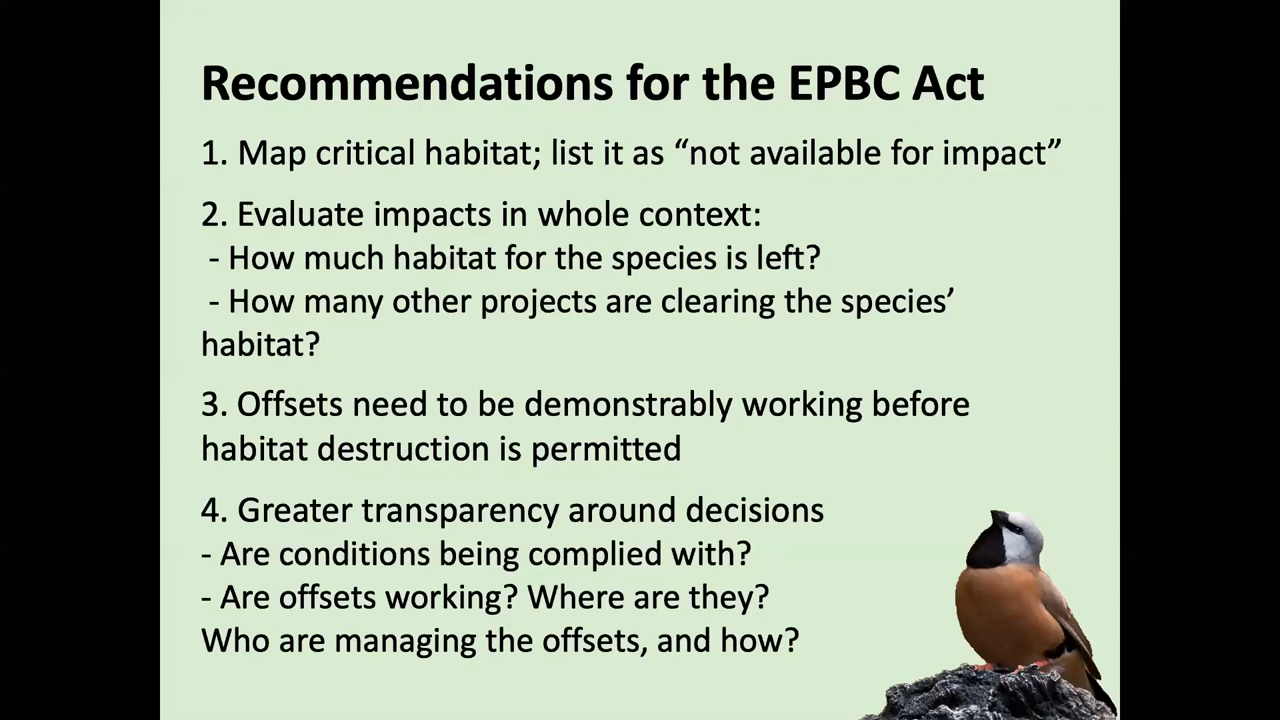 Recommendations for the EPBC Act
1. Map critical habitat; list it as “not available for impact”
2. Evaluate impacts in whole context:
- How much habitat for the species is left?
- How many other projects are clearing the species’
habitat?
3. Offsets need to be demonstrably working before
habitat destruction is permitted
4. Greater transparency around decisions
- Are conditions being complied with?
- Are offsets working? Where are they?
Who are managing the offsets, and how?